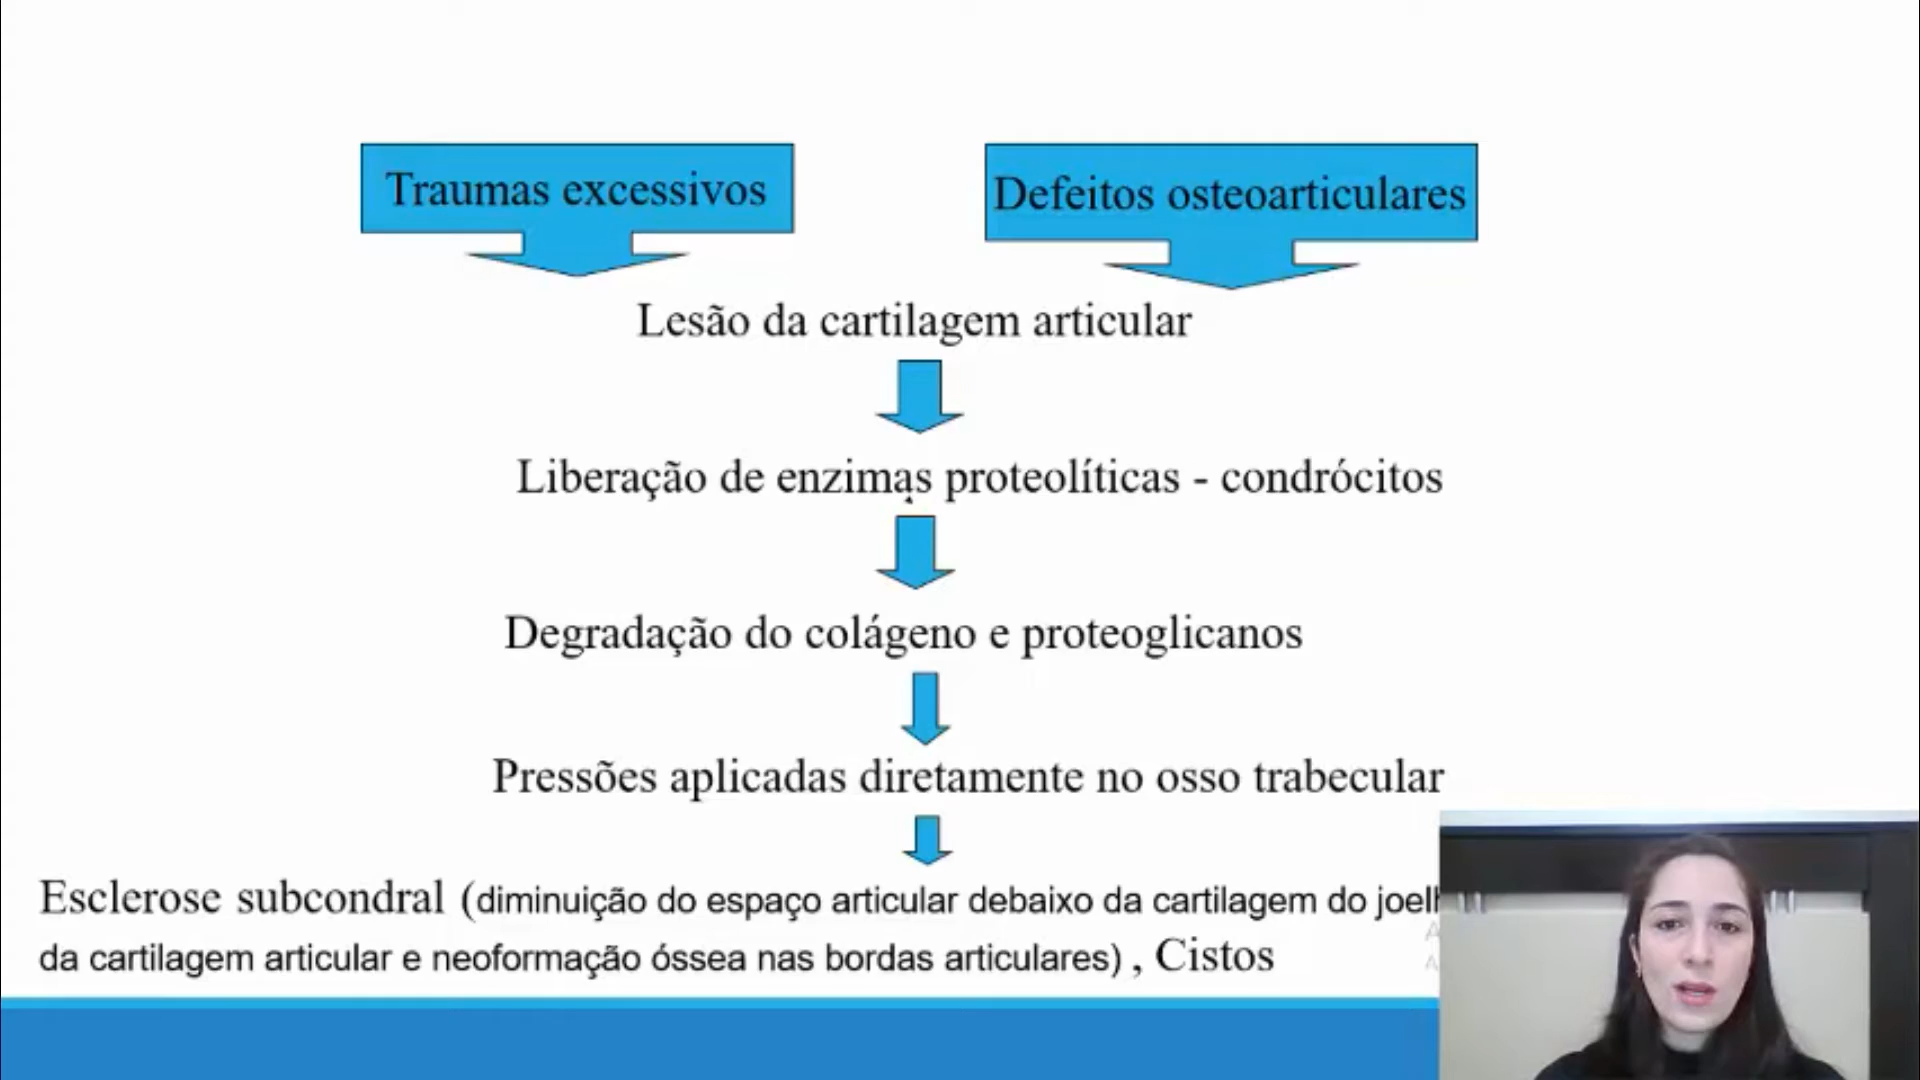 Traumas excessivos
Defeitos osteoarticulares
Lesão da cartilagem articular
Liberação de enzimas proteolíticas - condrócitos
Degradação do colágeno e proteoglicanos
Pressões aplicadas diretamente no osso trabecular
Esclerose subcondral (diminuição do espaço articular debaixo da cartilagem do
da cartilagem articular e neoformação óssea nas bordas articulares) , Cistos